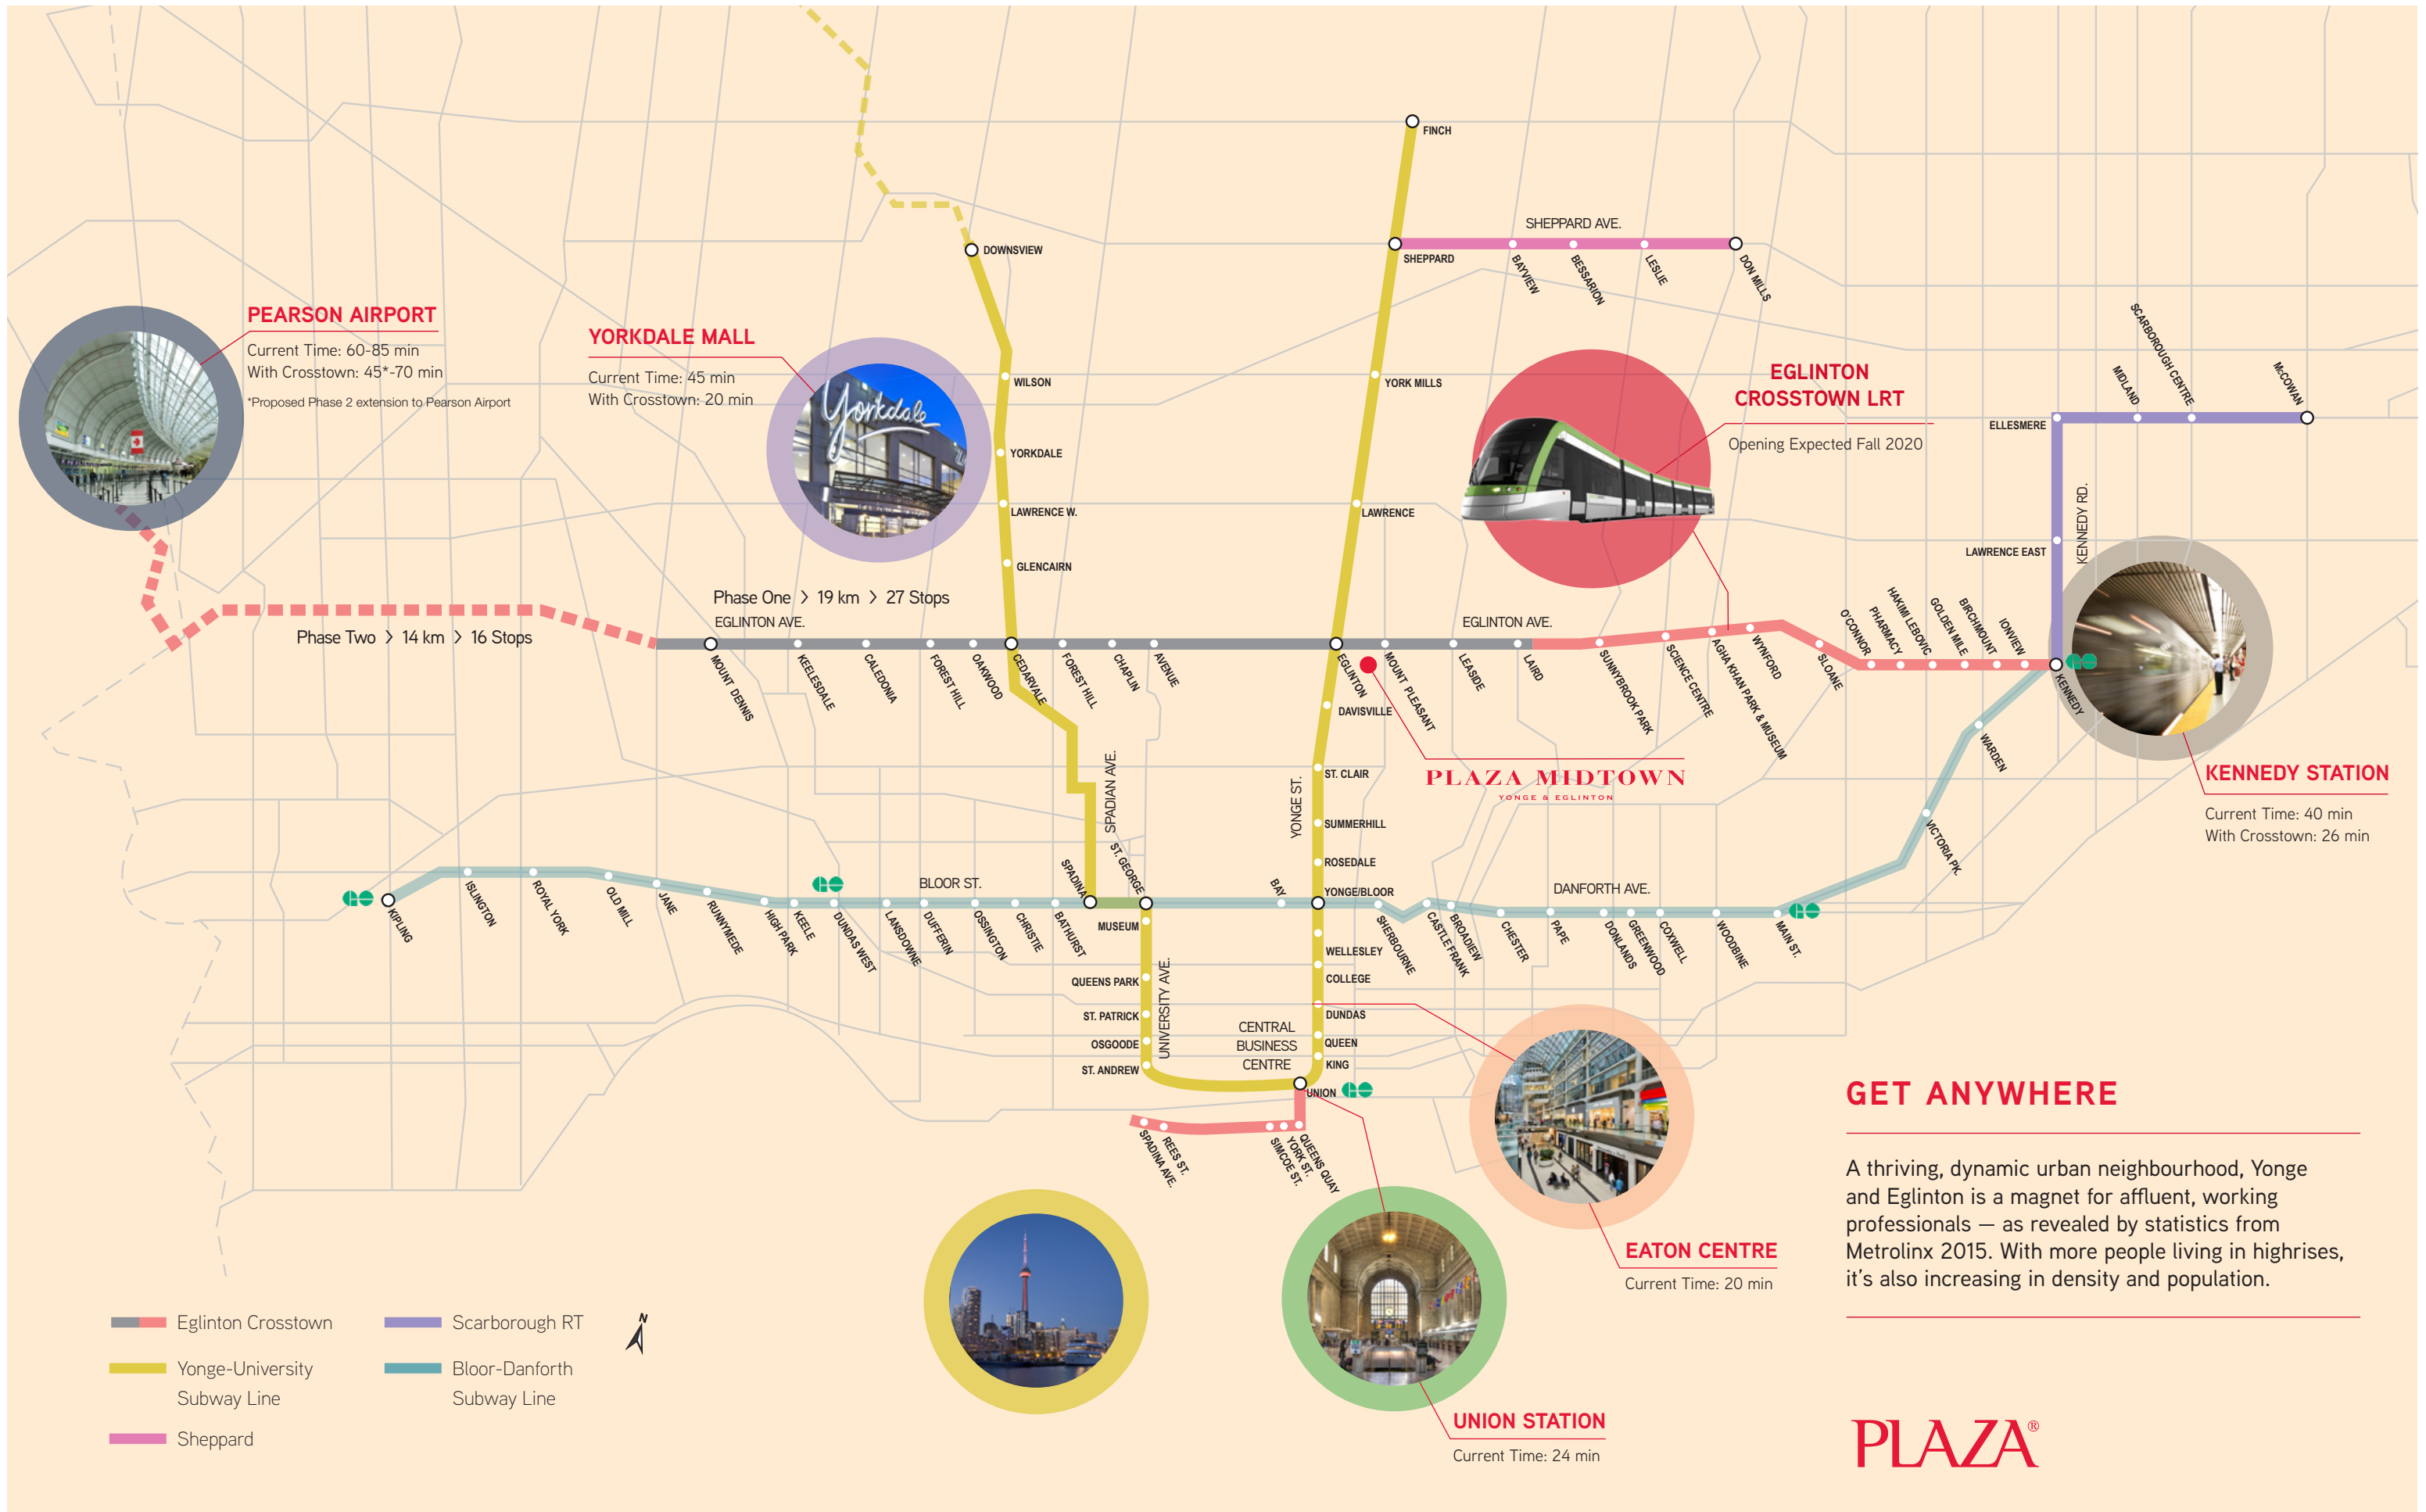 FINCH
SHEPPARD AVE.
DOWNSVIEW
SHEPPARD
BAYVIEW
BESSARION
LESLIE
DON MILLS
PEARSON AIRPORT
Current Time: 60-85 min
With Crosstown: 45*-70 min
*Proposed Phase 2 extension to Pearson Airport
YORKDALE MALL
Current Time: 45 min
With Crosstown: 20 min
Yorkdale
WILSON
YORKDALE
LAWRENCE W.
GLENCAIRN
YORK MILLS
LAWRENCE
EGLINTON
CROSSTOWN LRT
Opening Expected Fall 2020
SCARBOROUGH CENTRE
MIDLAND
McCOWAN
ELLESMERE
KENNEDY RD.
LAWRENCE EAST
Phase One > 19 km > 27 Stops
EGLINTON AVE.
EGLINTON AVE.
Phase Two > 14 km > 16 Stops
MOUNT DENNIS
KEELESDALE
CALEDONIA
FOREST HILL
OAKWOOD
CEDARVALE
FOREST HILL
CHAPLIN
AVENUE
EGLINTON
MOUNT PLEASANT
LEASIDE
LAIRD
SUNNYBROOK PARK
SCIENCE CENTRE
AGHA KHAN PARK & MUSEUM
WYNFORD
SLOANE
O'CONNOR
PHARMACY
HAKIMI LEBOVIC
GOLDEN MILE
BIRCHMOUNT
IONVIEW
KENNEDY
DAVISVILLE
ST. CLAIR
PLAZA MIDTOWN
YONGE & EGLINTON
WARDEN
VICTORIA PK.
KENNEDY STATION
Current Time: 40 min
With Crosstown: 26 min
SPADIAN AVE.
YONGE ST.
SUMMERHILL
ROSEDALE
YONGE/BLOOR
SPADINA
ST. GEORGE
BAY
BLOOR ST.
DANFORTH AVE.
KIPLING
ISLINGTON
ROYAL YORK
OLD MILL
JANE
RUNNYMEDE
HIGH PARK
KEELE
DUNDAS WEST
LANSDOWNE
DUFFERIN
OSSINGTON
CHRISTIE
BATHURST
SHERBOURNE
CASTLE FRANK
BROADIEW
CHESTER
PAPE
DONLANDS
GREENWOOD
COXWELL
WOODBINE
MAIN ST.
MUSEUM
QUEENS PARK
ST. PATRICK
OSGOODE
ST. ANDREW
UNIVERSITY AVE.
WELLESLEY
COLLEGE
DUNDAS
QUEEN
KING
UNION
CENTRAL
BUSINESS
CENTRE
SPADINA AVE.
REES ST.
SIMCOE ST.
YORK ST.
QUEENS QUAY
EATON CENTRE
Current Time: 20 min
UNION STATION
Current Time: 24 min
GET ANYWHERE
A thriving, dynamic urban neighbourhood, Yonge
and Eglinton is a magnet for affluent, working
professionals — as revealed by statistics from
Metrolinx 2015. With more people living in highrises,
it's also increasing in density and population.
Eglinton Crosstown
Yonge-University
Subway Line
Sheppard
Scarborough RT
Bloor-Danforth
Subway Line
N
PLAZA®